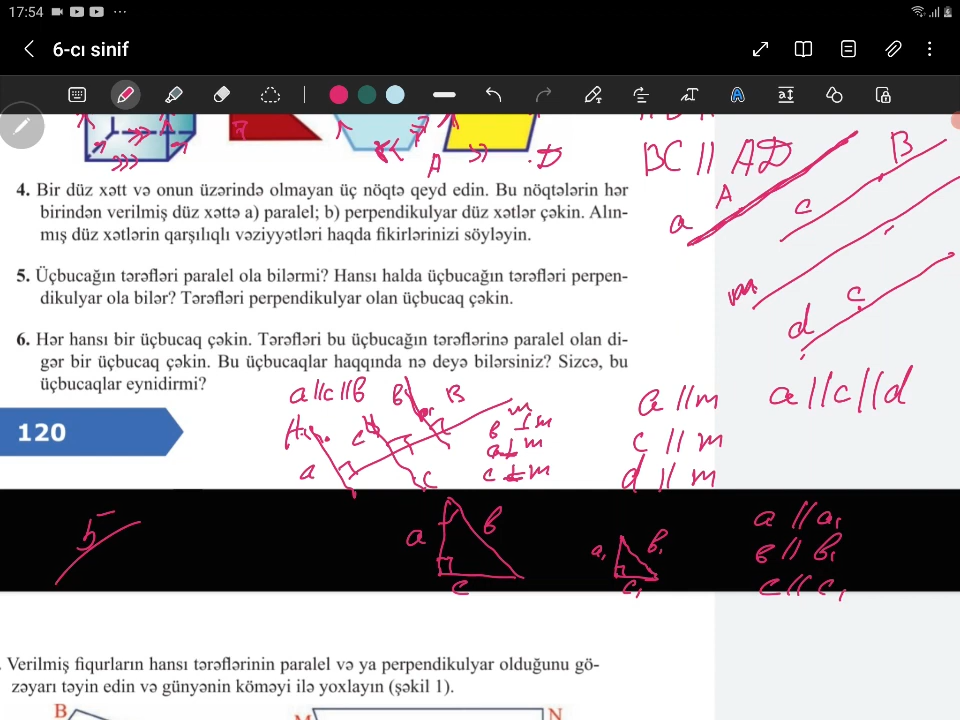 17:54
6-cı sinif
A
D
BC // AD
4. Bir düz xətt və onun üzərində olmayan üç nöqtə qeyd edin. Bu nöqtələrin hər
birindən verilmiş düz xəttə a) paralel; b) perpendikulyar düz xətlər çəkin. Alın-
mış düz xətlərin qarşılıqlı vəziyyətləri haqda fikirlərinizi söyləyin.
a
A
c
B
m
d
c
5. Üçbucağın tərəfləri paralel ola bilərmi? Hansı halda üçbucağın tərəfləri perpen-
dikulyar ola bilər? Tərəfləri perpendikulyar olan üçbucaq çəkin.
6. Hər hansı bir üçbucaq çəkin. Tərəfləri bu üçbucağın tərəflərinə paralel olan di-
gər bir üçbucaq çəkin. Bu üçbucaqlar haqqında nə deyə bilərsiniz? Sizcə, bu
üçbucaqlar eynidirmi?
120
a//c//b
B
m
a
c
b ⊥ m
a ⊥ m
c ⊥ m
a // m
c // m
d // m
a // c // d
5
a
b
c
a₁
b₁
c₁
a // a₁
b // b₁
c // c₁
. Verilmiş fiqurların hansı tərəflərinin paralel və ya perpendikulyar olduğunu gö-
zəyarı təyin edin və günyənin köməyi ilə yoxlayın (şəkil 1).
B
M
N